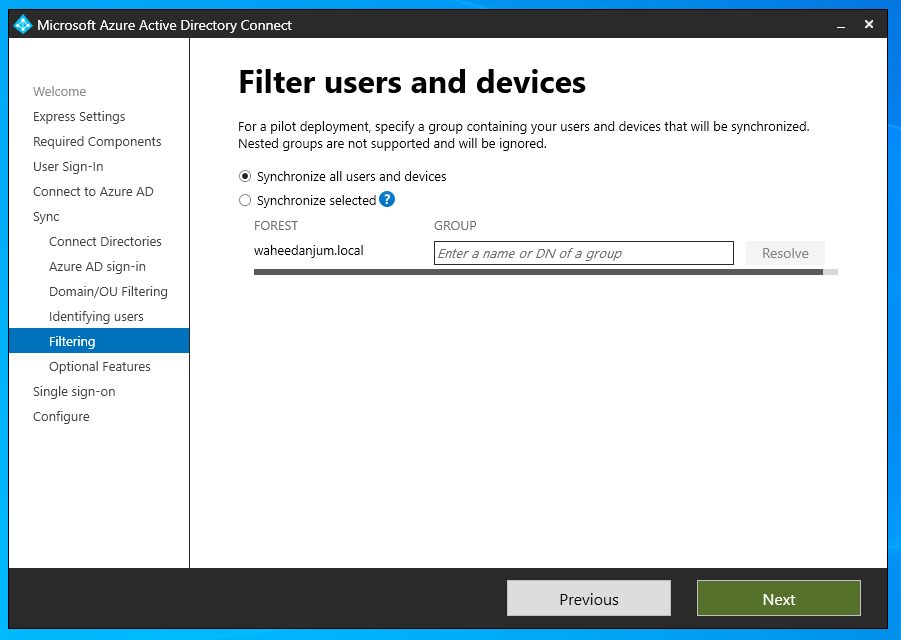 Microsoft Azure Active Directory Connect
Welcome
Express Settings
Required Components
User Sign-In
Connect to Azure AD
Sync
Connect Directories
Azure AD sign-in
Domain/OU Filtering
Identifying users
Filtering
Optional Features
Single sign-on
Configure
Filter users and devices
For a pilot deployment, specify a group containing your users and devices that will be synchronized.
Nested groups are not supported and will be ignored.
Synchronize all users and devices
Synchronize selected ?
FOREST GROUP
waheedanjum.local Enter a name or DN of a group Resolve
Previous Next